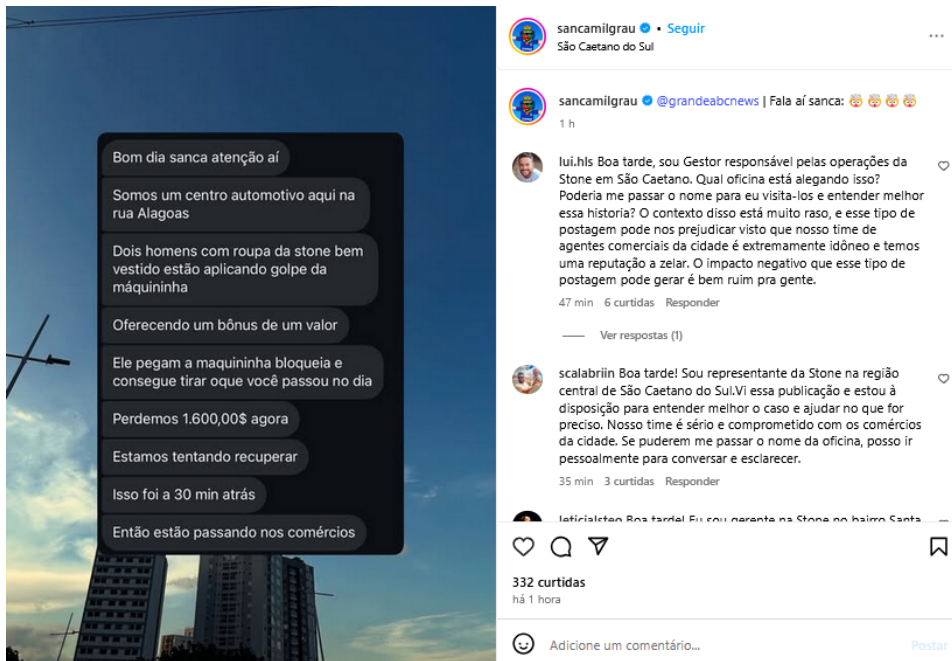 Bom dia sanca atenção aí
Somos um centro automotivo aqui na
rua Alagoas
Dois homens com roupa da stone bem
vestido estão aplicando golpe da
máquininha
Oferecendo um bônus de um valor
Ele pegam a maquininha bloqueia e
consegue tirar oque você passou no dia
Perdemos 1.600,00$ agora
Estamos tentando recuperar
Isso foi a 30 min atrás
Então estão passando nos comércios
sancamilgrau • Seguir
São Caetano do Sul
sancamilgrau @grandeabcnews | Fala aí sanca: 🤯 🤯 🤯 🤯
1 h
lui.hls Boa tarde, sou Gestor responsável pelas operações da
Stone em São Caetano. Qual oficina está alegando isso?
Poderia me passar o nome para eu visita-los e entender melhor
essa historia? O contexto disso está muito raso, e esse tipo de
postagem pode nos prejudicar visto que nosso time de
agentes comerciais da cidade é extremamente idôneo e temos
uma reputação a zelar. O impacto negativo que esse tipo de
postagem pode gerar é bem ruim pra gente.
47 min 6 curtidas Responder
Ver respostas (1)
scalabriin Boa tarde! Sou representante da Stone na região
central de São Caetano do Sul.Vi essa publicação e estou à
disposição para entender melhor o caso e ajudar no que for
preciso. Nosso time é sério e comprometido com os comércios
da cidade. Se puderem me passar o nome da oficina, posso ir
pessoalmente para conversar e esclarecer.
35 min 3 curtidas Responder
Boa tarde! Eu sou gerente na Stone no bairro Santa
332 curtidas
há 1 hora
Adicione um comentário...
Postar